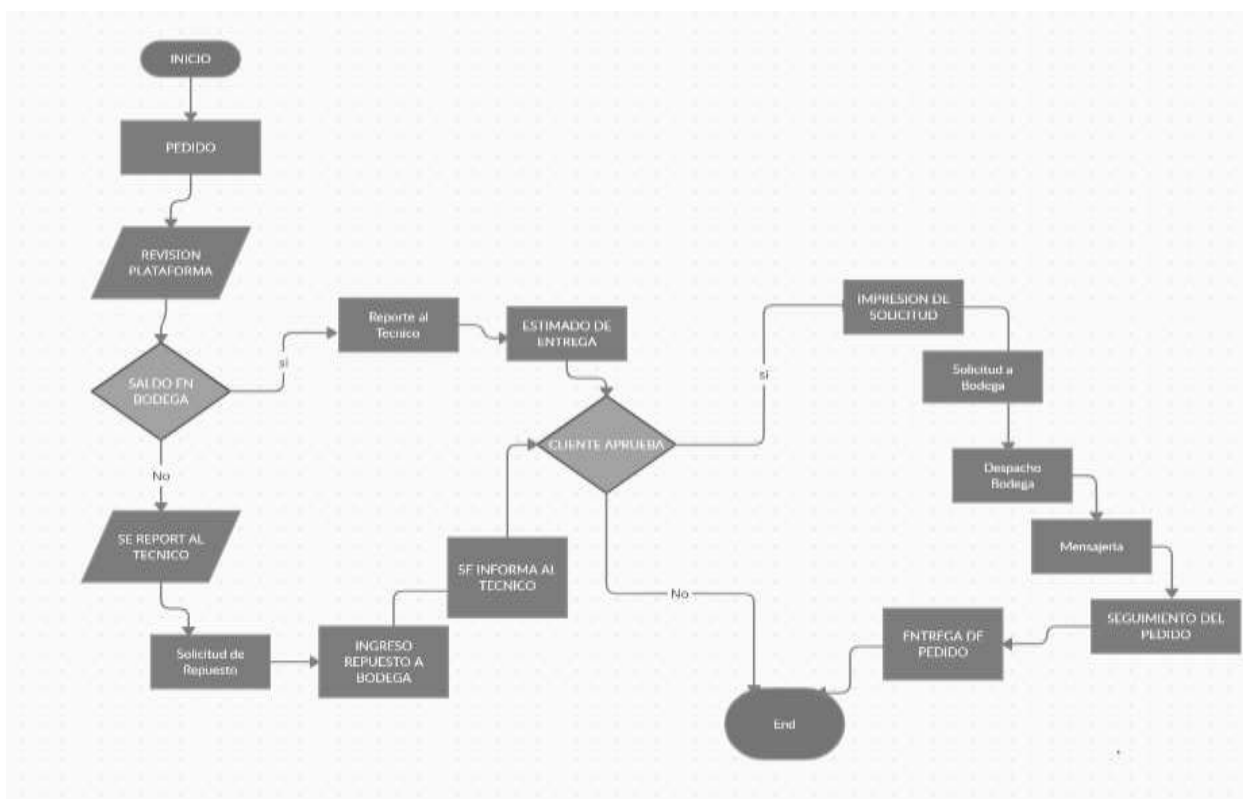 INICIO
PEDIDO
REVISION
PLATAFORMA
SALDO EN
BODEGA
si
Reporte al
Tecnico
ESTIMADO DE
ENTREGA
CLIENTE APRUEBA
si
IMPRESION DE
SOLICITUD
Solicitud a
Bodega
Despacho
Bodega
Mensajeria
SEGUIMIENTO DEL
PEDIDO
ENTREGA DE
PEDIDO
No
End
No
SE REPORT AL
TECNICO
Solicitud de
Repuesto
INGRESO
REPUESTO A
BODEGA
SE INFORMA AL
TECNICO